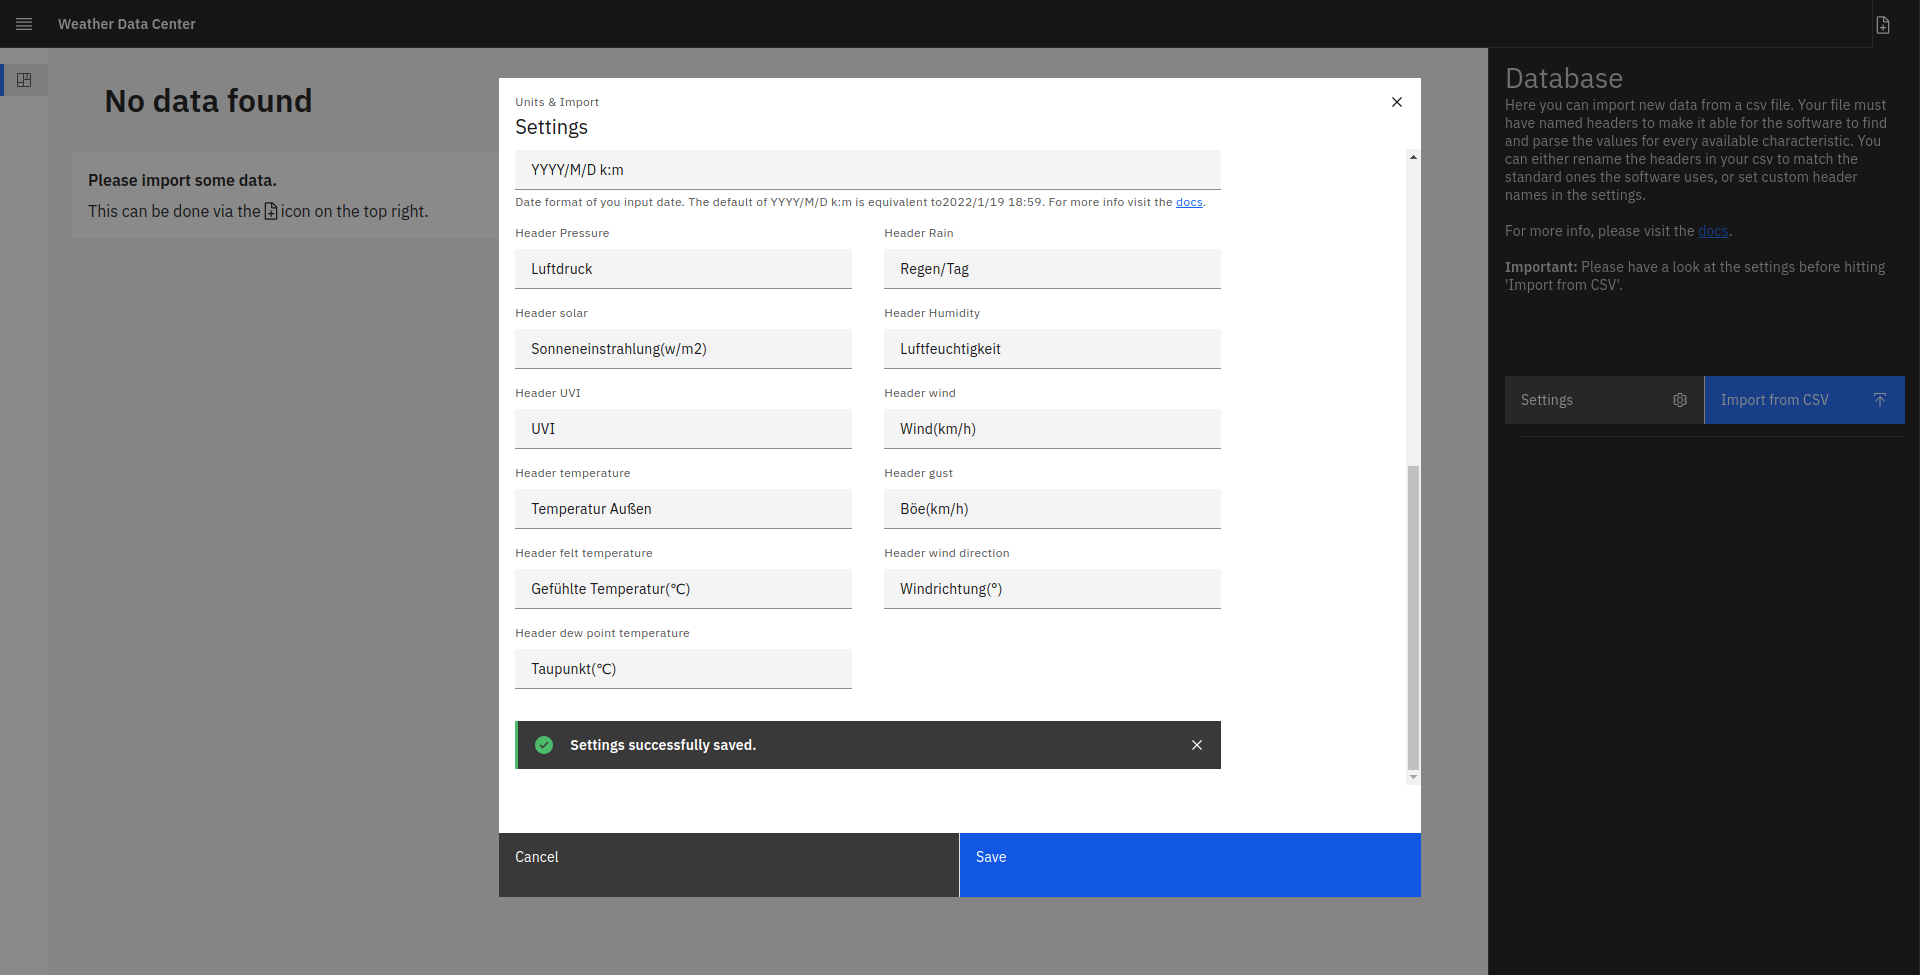 Weather Data Center
No data found
Please import some data.
This can be done via the icon on the top right.
Units & Import
Settings
YYYY/M/D k:m
Date format of you input date. The default of YYYY/M/D k:m is equivalent to2022/1/19 18:59. For more info visit the docs.
Header Pressure
Luftdruck
Header Rain
Regen/Tag
Header solar
Sonneneinstrahlung(w/m2)
Header Humidity
Luftfeuchtigkeit
Header UVI
UVI
Header wind
Wind(km/h)
Header temperature
Temperatur Außen
Header gust
Böe(km/h)
Header felt temperature
Gefühlte Temperatur(℃)
Header wind direction
Windrichtung(°)
Header dew point temperature
Taupunkt(℃)
Settings successfully saved.
Cancel
Save
Database
Here you can import new data from a csv file. Your file must
have named headers to make it able for the software to find
and parse the values for every available characteristic. You
can either rename the headers in your csv to match the
standard ones the software uses, or set custom header
names in the settings.
For more info, please visit the docs.
Important: Please have a look at the settings before hitting
'Import from CSV'.
Settings
Import from CSV